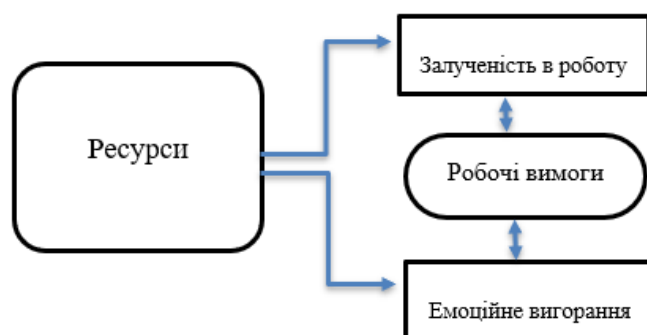 Залученість в роботу
Ресурси
Робочі вимоги
Емоційне вигорання